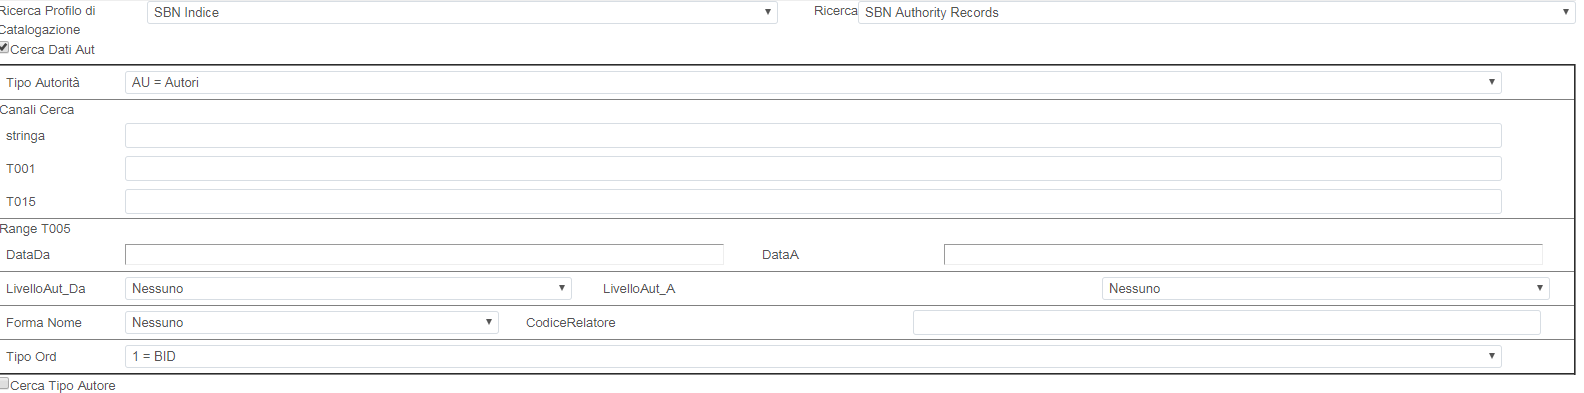 Ricerca Profilo di Catalogazione SBN Indice Ricerca SBN Authority Records
Cerca Dati Aut
Tipo Autorità AU = Autori
Canali Cerca
stringa
T001
T015
Range T005
DataDa DataA
LivelloAut_Da Nessuno LivelloAut_A Nessuno
Forma Nome Nessuno CodiceRelatore
Tipo Ord 1 = BID
Cerca Tipo Autore